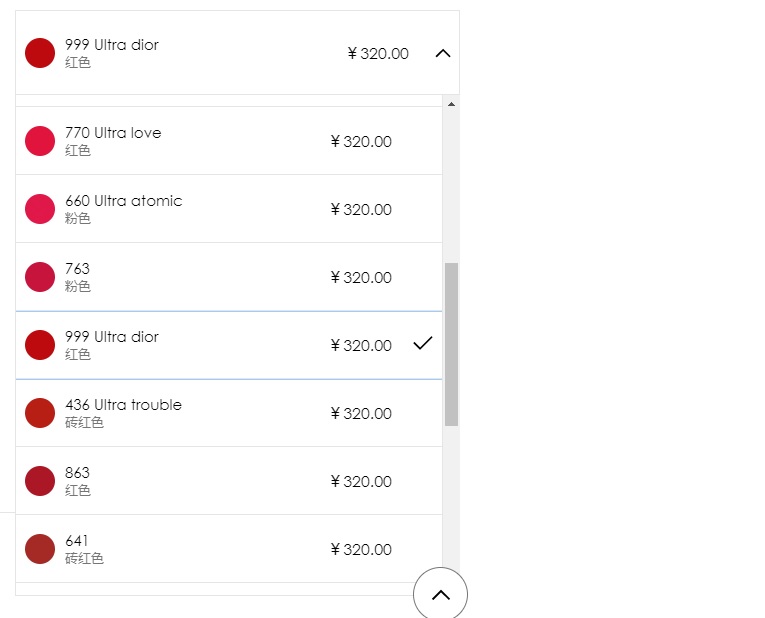 999 Ultra dior
¥ 320.00
红色
770 Ultra love
¥ 320.00
红色
660 Ultra atomic
¥ 320.00
粉色
763
¥ 320.00
粉色
999 Ultra dior
¥ 320.00
红色
436 Ultra trouble
¥ 320.00
砖红色
863
¥ 320.00
红色
641
¥ 320.00
砖红色